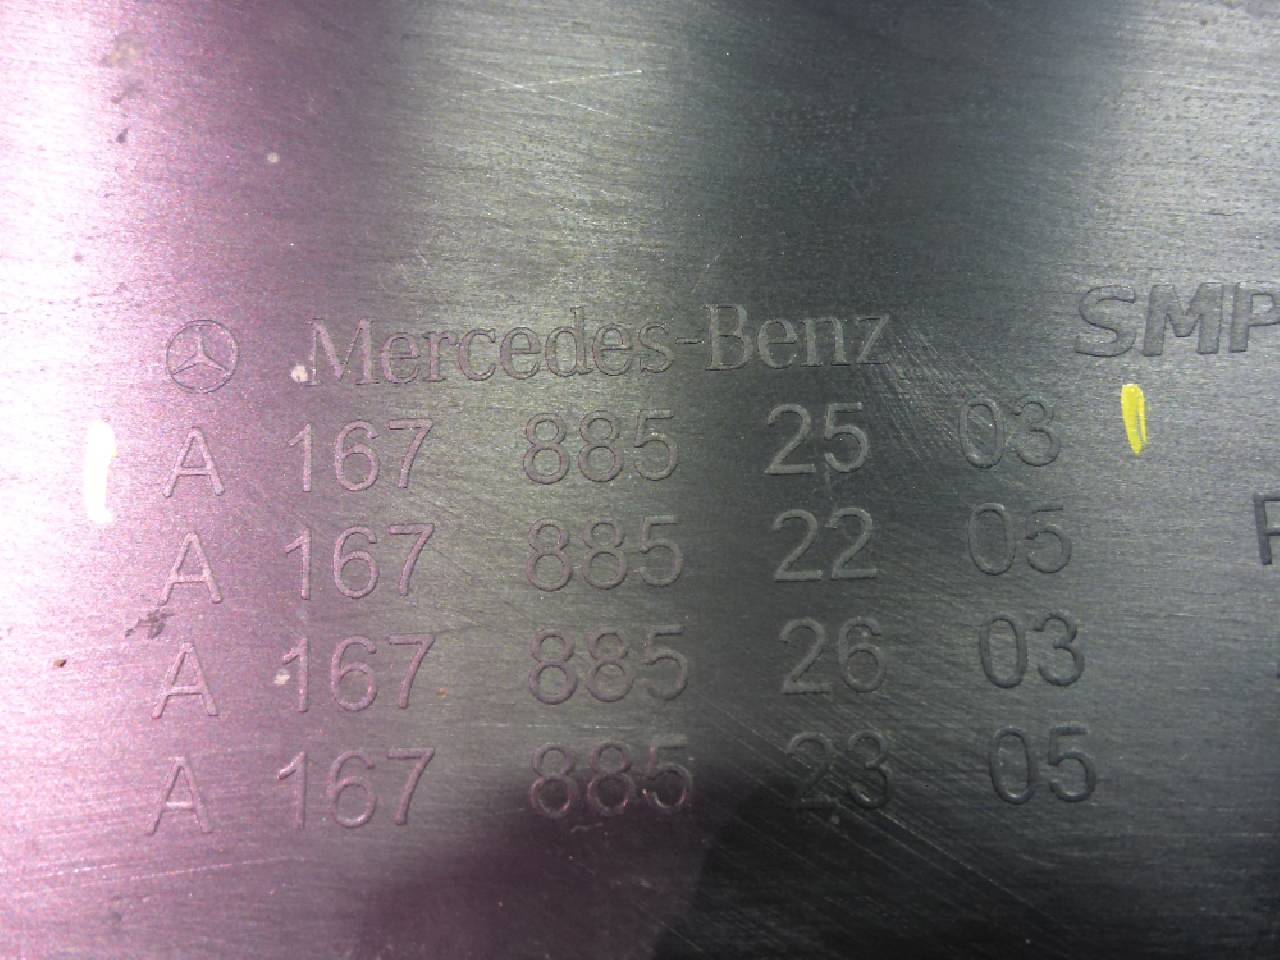 Mercedes-Benz SMP
A 167 885 25 03
A 167 885 22 05
A 167 885 26 03
A 167 885 23 05